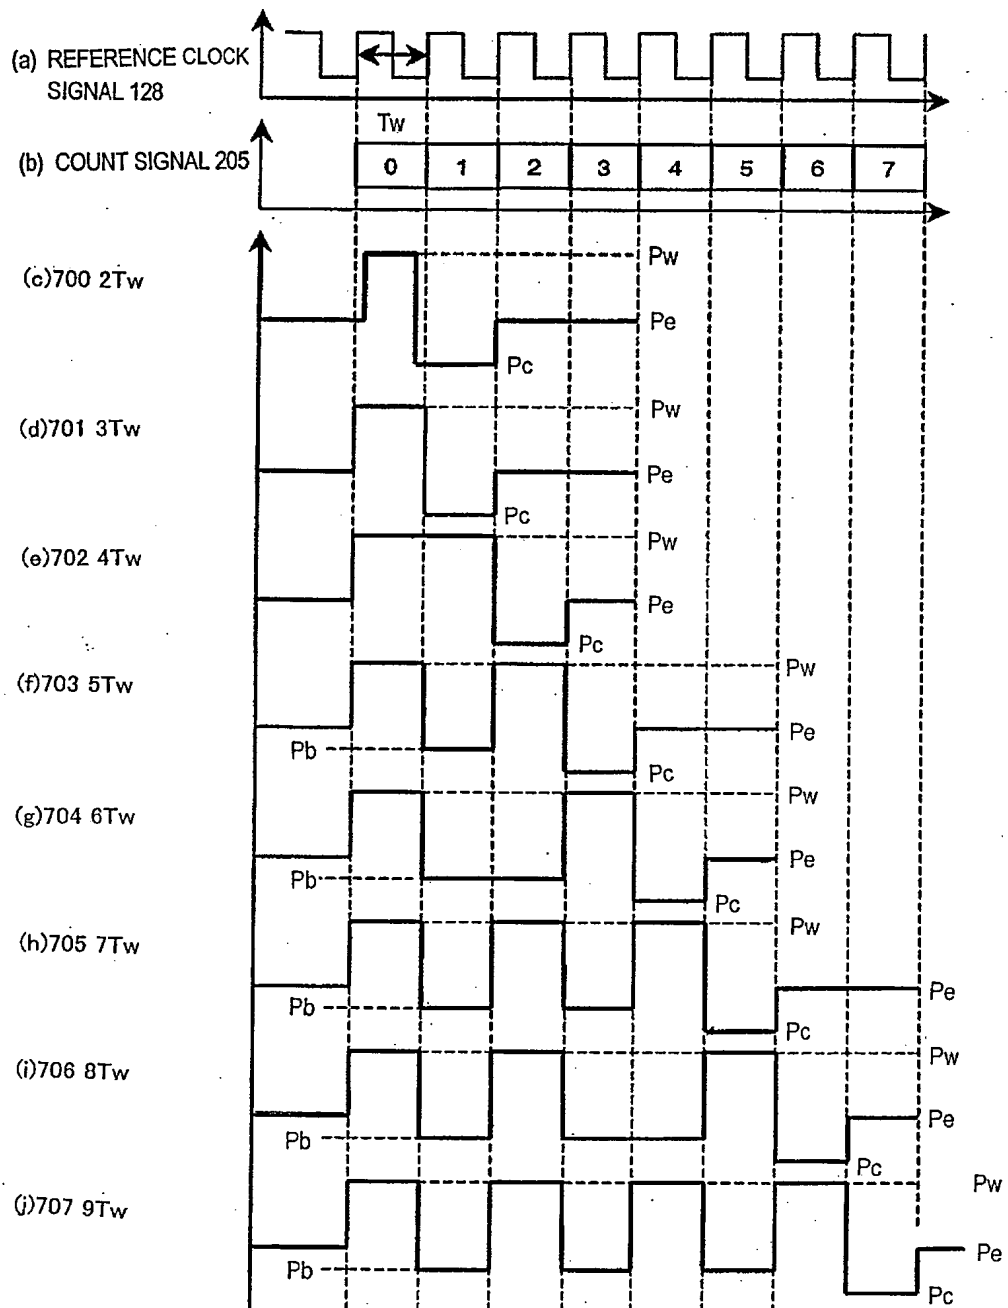 (a) REFERENCE CLOCK
SIGNAL 128
Tw
(b) COUNT SIGNAL 205
0 1 2 3 4 5 6 7
(c)700 2Tw
Pw
Pe
Pc
(d)701 3Tw
Pw
Pe
Pc
(e)702 4Tw
Pw
Pe
Pc
(f)703 5Tw
Pw
Pb
Pe
Pc
(g)704 6Tw
Pw
Pb
Pe
Pc
(h)705 7Tw
Pw
Pb
Pe
Pc
(i)706 8Tw
Pw
Pb
Pe
Pc
(j)707 9Tw
Pw
Pb
Pe
Pc